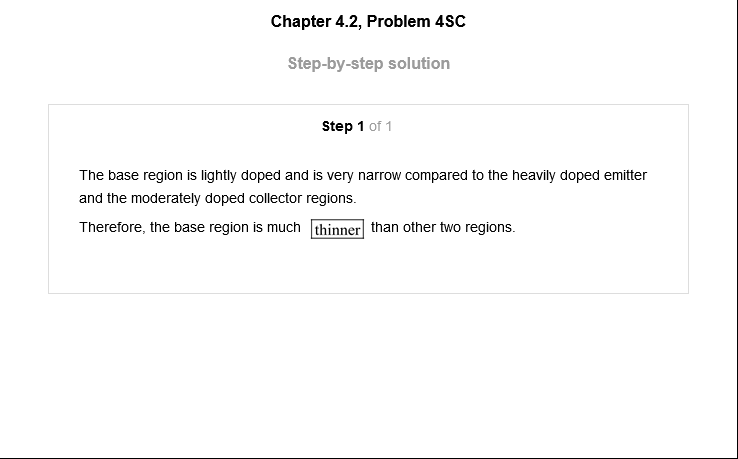 Chapter 4.2, Problem 4SC
Step-by-step solution
Step 1 of 1
The base region is lightly doped and is very narrow compared to the heavily doped emitter
and the moderately doped collector regions.
Therefore, the base region is much thinner than other two regions.